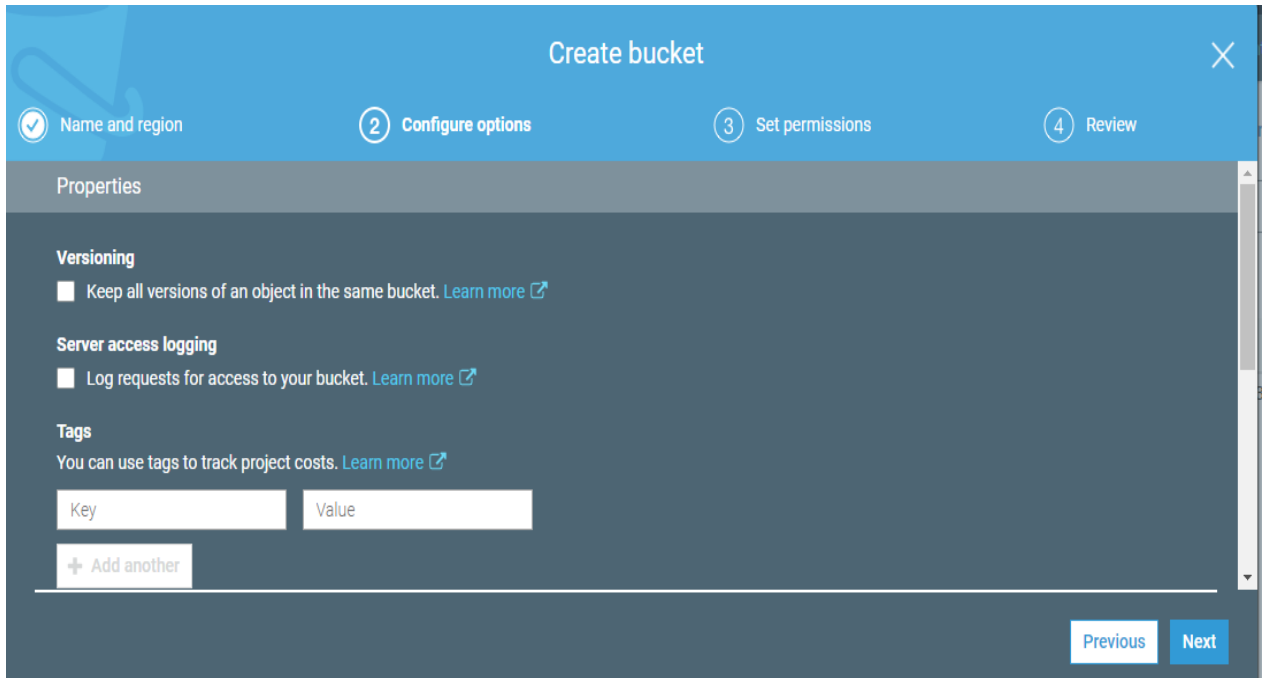 Create bucket
Name and region
2 Configure options
3 Set permissions
4 Review
Properties
Versioning
Keep all versions of an object in the same bucket. Learn more
Server access logging
Log requests for access to your bucket. Learn more
Tags
You can use tags to track project costs. Learn more
Key Value
+ Add another
Previous Next